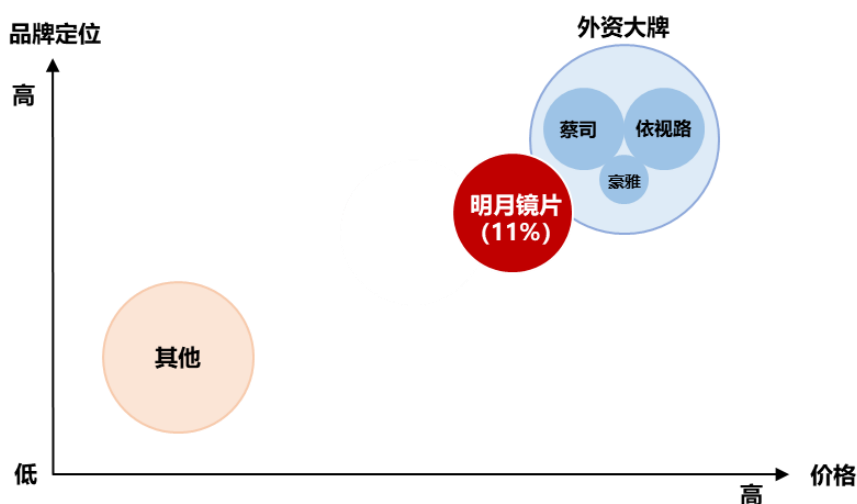 外资大牌
品牌定位
高
蔡司
依视路
豪雅
明月镜片
(11%)
其他
低
高
价格